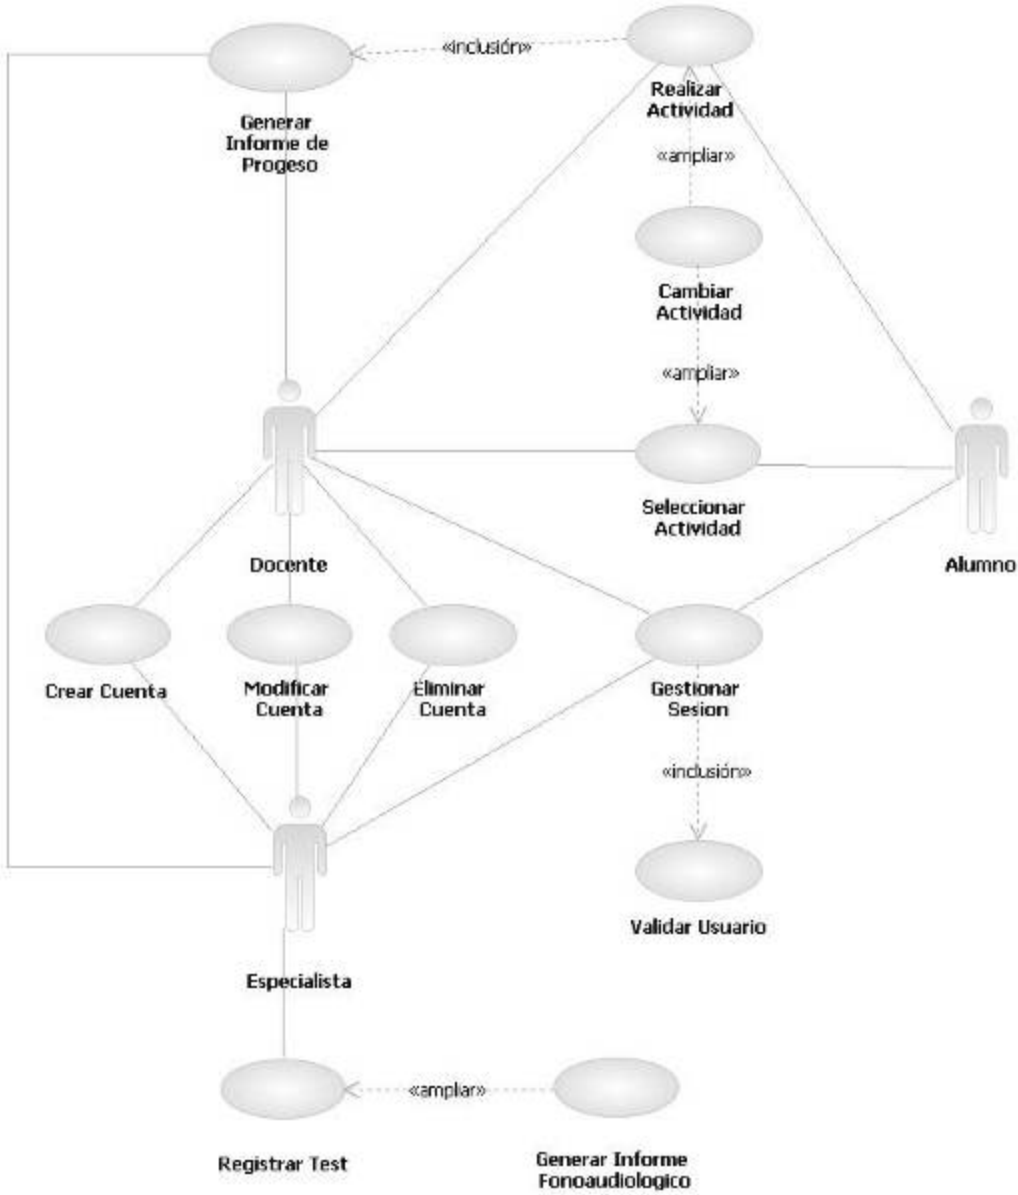 «inclusión»
Realizar
Actividad
Generar
Informe de
Progeso
«ampliar»
Cambiar
Actividad
«ampliar»
Seleccionar
Actividad
Docente
Alumno
Crear Cuenta
Modificar
Cuenta
Eliminar
Cuenta
Gestionar
Sesion
«inclusión»
Validar Usuario
Especialista
«ampliar»
Registrar Test
Generar Informe
Fonoaudiologico